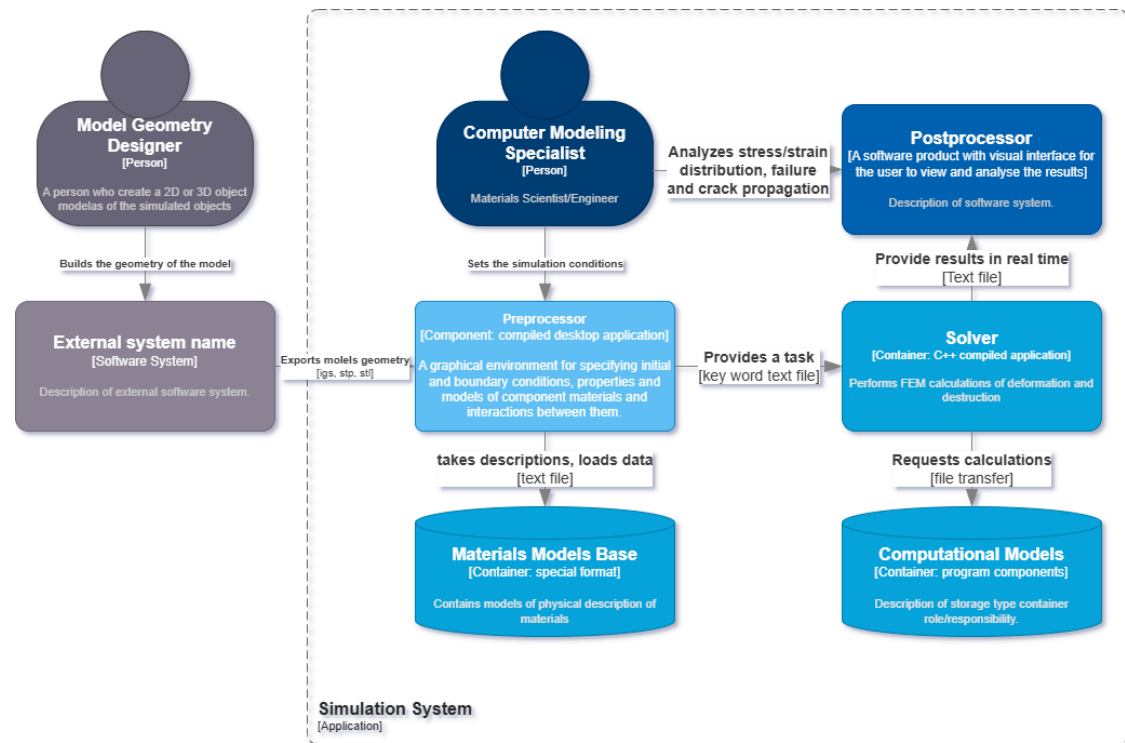 Model Geometry
Designer
[Person]
A person who create a 2D or 3D object
modelas of the simulated objects
Builds the geometry of the model
External system name
[Software System]
Description of external software system.
Exports molels geometry
[igs, stp, stl]
Computer Modeling
Specialist
[Person]
Materials Scientist/Engineer
Analyzes stress/strain
distribution, failure
and crack propagation
Postprocessor
[A software product with visual interface for
the user to view and analyse the results]
Description of software system.
Sets the simulation conditions
Provide results in real time
[Text file]
Preprocessor
[Component: compiled desktop application]
A graphical environment for specifying initial
and boundary conditions, properties and
models of component materials and
interactions between them.
Provides a task
[key word text file]
Solver
[Container: C++ compiled application]
Performs FEM calculations of deformation and
destruction
takes descriptions, loads data
[text file]
Requests calculations
[file transfer]
Materials Models Base
[Container: special format]
Contains models of physical description of
materials
Computational Models
[Container: program components]
Description of storage type container
role/responsibility.
Simulation System
[Application]